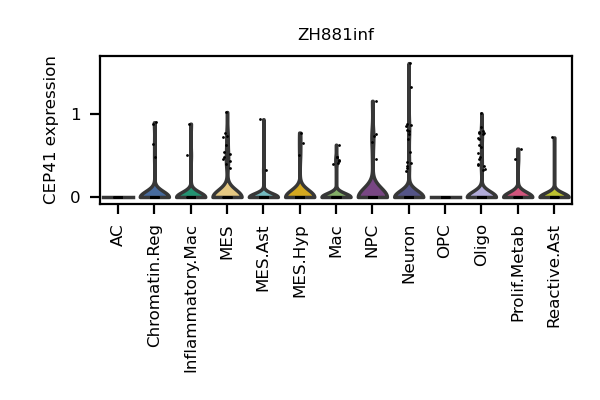 ZH881inf
CEP41 expression
1
0
AC
Chromatin.Reg
Inflammatory.Mac
MES
MES.Ast
MES.Hyp
Mac
NPC
Neuron
OPC
Oligo
Prolif.Metab
Reactive.Ast